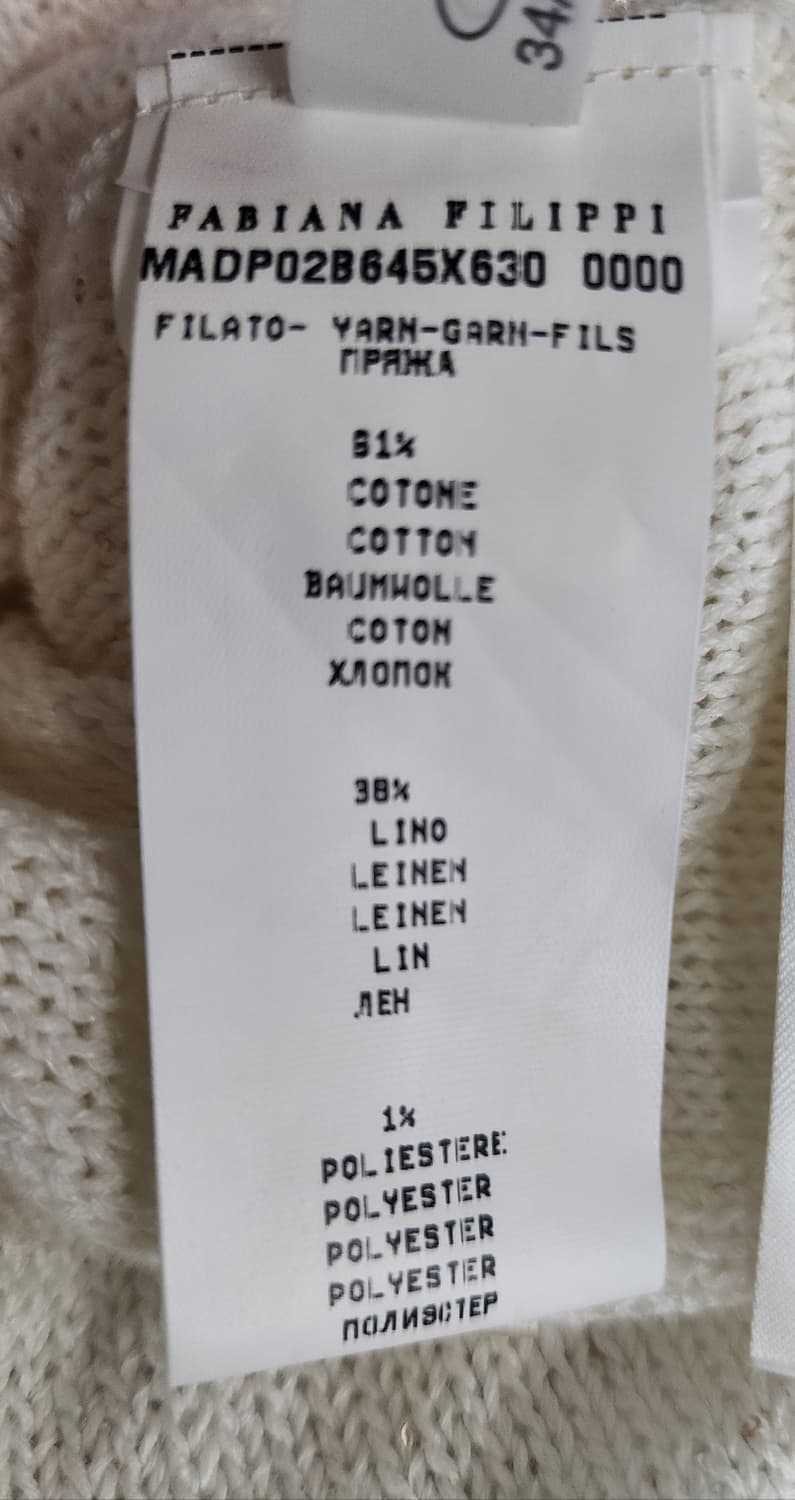 34
FABIANA FILIPPI
MADP02B645X630 0000
FILATO- YARN-GARN-FILS
ПРЯЖА
61%
COTONE
COTTON
BAUMWOLLE
COTON
ХЛОПОК
38%
LINO
LEINEN
LEINEN
LIN
ЛЕН
1%
POLIESTERE
POLYESTER
POLYESTER
POLYESTER
ПОЛИЭСТЕР